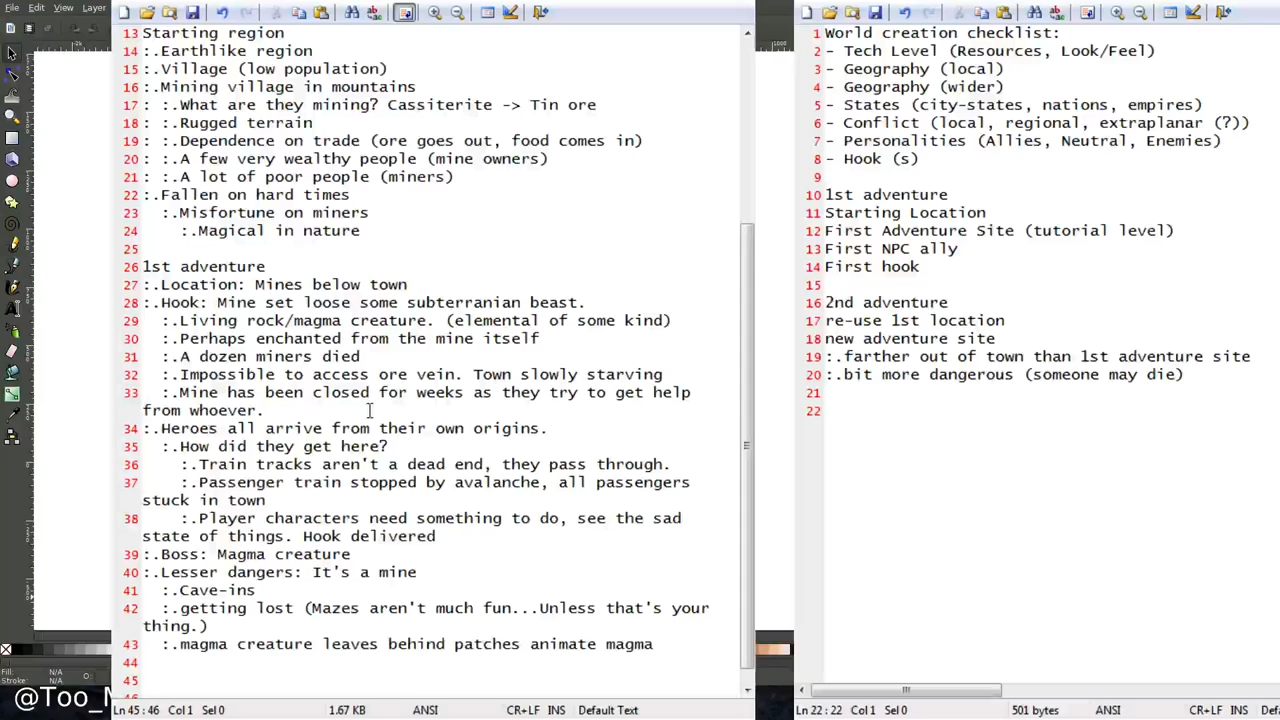 File Edit View Layer
13 Starting region
14 :.Earthlike region
15 :.Village (low population)
16 :.Mining village in mountains
17 : :.What are they mining? Cassiterite -> Tin ore
18 : :.Rugged terrain
19 : :.Dependence on trade (ore goes out, food comes in)
20 : :.A few very wealthy people (mine owners)
21 : :.A lot of poor people (miners)
22 :.Fallen on hard times
23 :.Misfortune on miners
24 :.Magical in nature
25
26 1st adventure
27 :.Location: Mines below town
28 :.Hook: Mine set loose some subterranian beast.
29 :.Living rock/magma creature. (elemental of some kind)
30 :.Perhaps enchanted from the mine itself
31 :.A dozen miners died
32 :.Impossible to access ore vein. Town slowly starving
33 :.Mine has been closed for weeks as they try to get help
from whoever.
34 :.Heroes all arrive from their own origins.
35 :.How did they get here?
36 :.Train tracks aren't a dead end, they pass through.
37 :.Passenger train stopped by avalanche, all passengers
stuck in town
38 :.Player characters need something to do, see the sad
state of things. Hook delivered
39 :.Boss: Magma creature
40 :.Lesser dangers: It's a mine
41 :.Cave-ins
42 :.getting lost (Mazes aren't much fun...Unless that's your
thing.)
43 :.magma creature leaves behind patches animate magma
44
45
Fill: N/A
Stroke: N/A
O:
@Too_M
Ln 45 : 46 Col 1 Sel 0 1.67 KB ANSI CR+LF INS Default Text
1 World creation checklist:
2 - Tech Level (Resources, Look/Feel)
3 - Geography (local)
4 - Geography (wider)
5 - States (city-states, nations, empires)
6 - Conflict (local, regional, extraplanar (?))
7 - Personalities (Allies, Neutral, Enemies)
8 - Hook (s)
9
10 1st adventure
11 Starting Location
12 First Adventure Site (tutorial level)
13 First NPC ally
14 First hook
15
16 2nd adventure
17 re-use 1st location
18 new adventure site
19 :.farther out of town than 1st adventure site
20 :.bit more dangerous (someone may die)
21
22
Ln 22 : 22 Col 1 Sel 0 501 bytes ANSI CR+LF INS